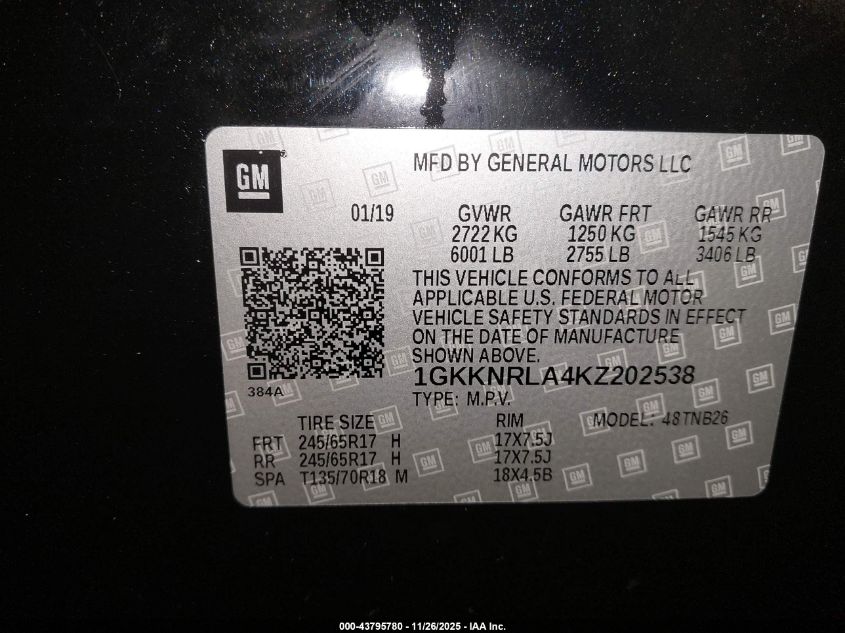 GM
MFD BY GENERAL MOTORS LLC
01/19 GVWR GAWR FRT GAWR RR
2722 KG 1250 KG 1545 KG
6001 LB 2755 LB 3406 LB
THIS VEHICLE CONFORMS TO ALL
APPLICABLE U.S. FEDERAL MOTOR
VEHICLE SAFETY STANDARDS IN EFFECT
ON THE DATE OF MANUFACTURE
SHOWN ABOVE.
1GKKNRLA4KZ202538
384A
TYPE: M.P.V.
TIRE SIZE RIM MODEL: 48TNB26
FRT 245/65R17 H 17X7.5J
RR 245/65R17 H 17X7.5J
SPA T135/70R18 M 18X4.5B
000-43795780 - 11/26/2025 - IAA Inc.